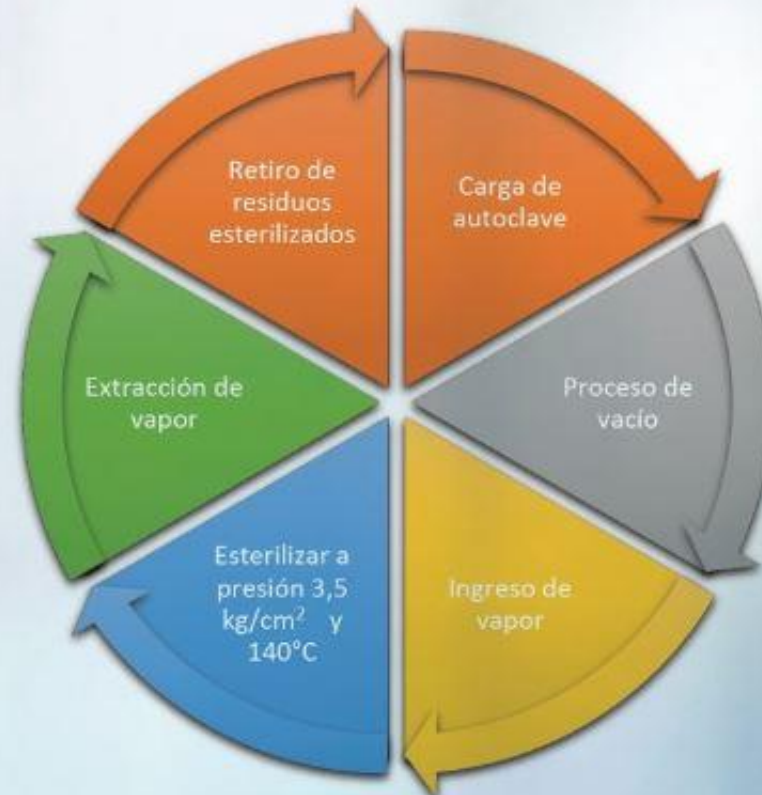 Retiro de
residuos
esterilizados
Carga de
autoclave
Extracción de
vapor
Proceso de
vacío
Esterilizar a
presión 3,5
kg/cm² y
140°C
Ingreso de
vapor